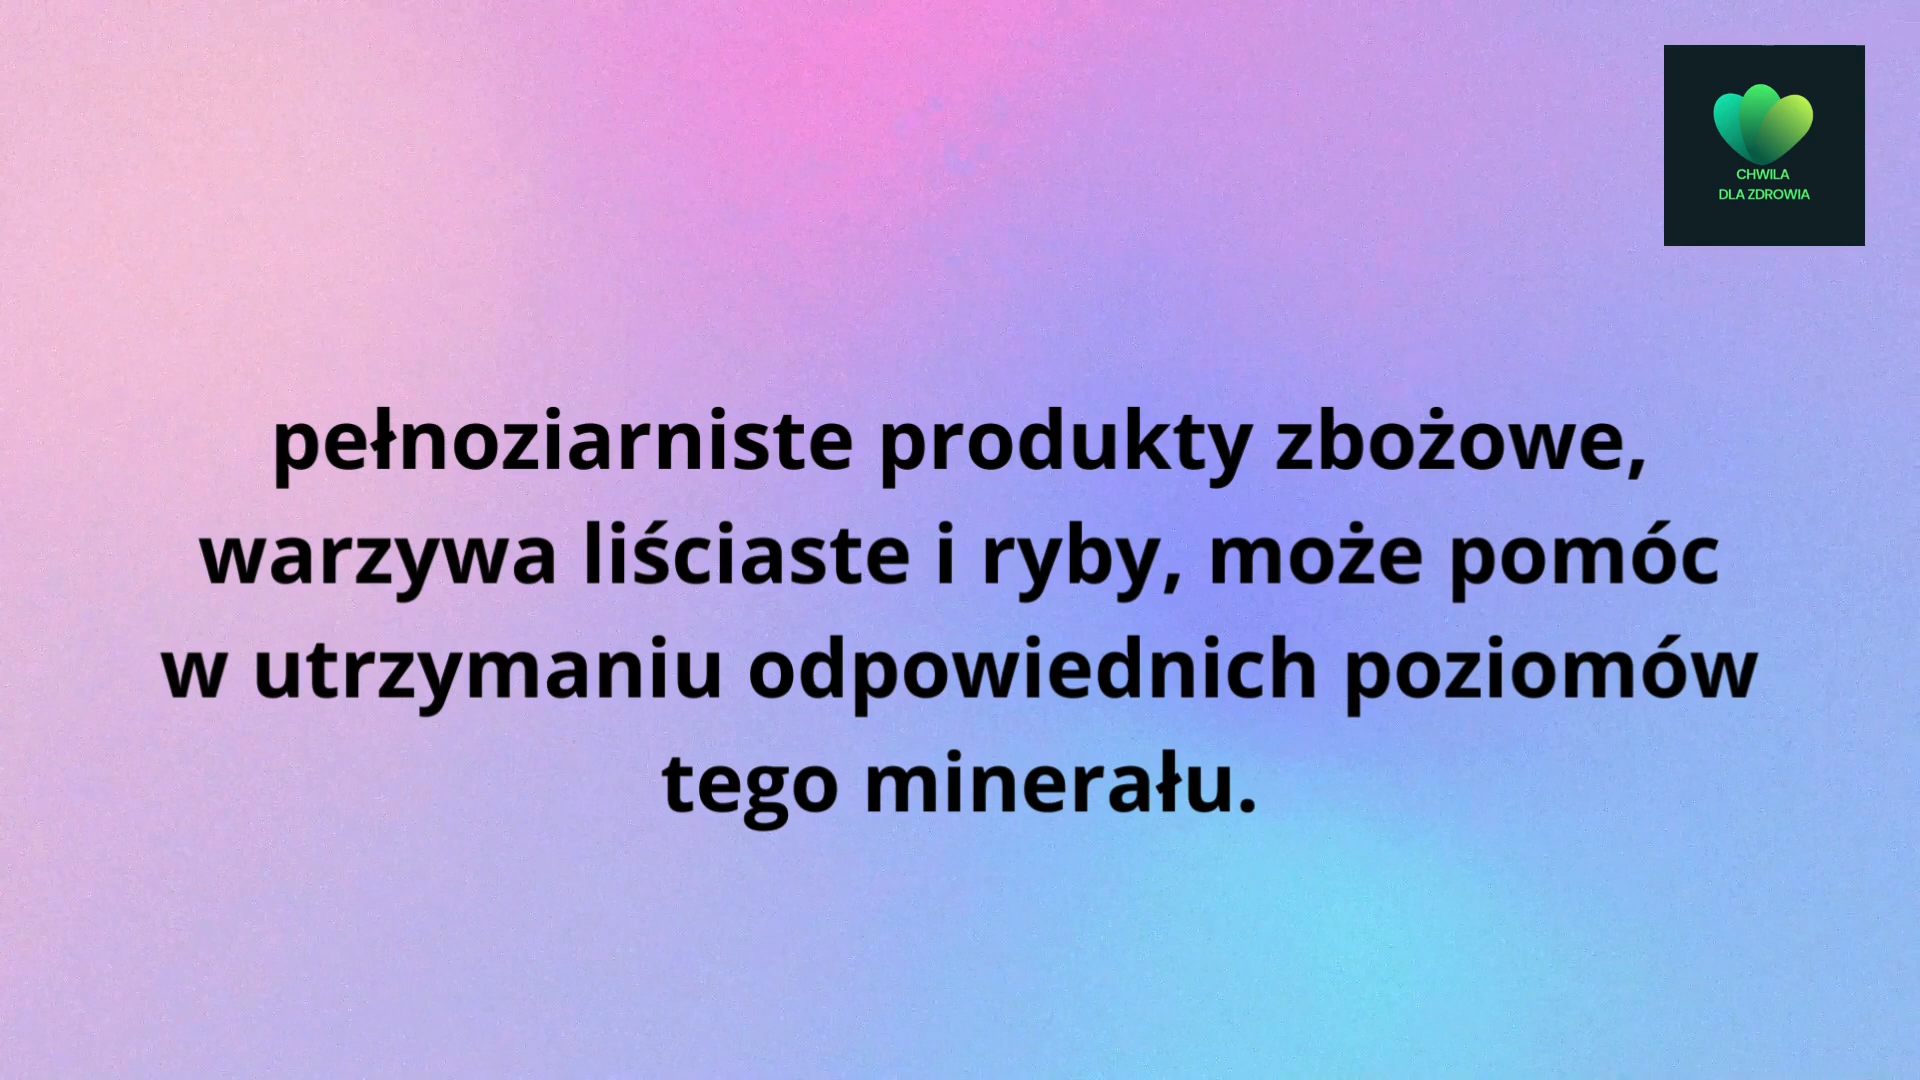 CHWILA
DLA ZDROWIA
pełnoziarniste produkty zbożowe,
warzywa liściaste i ryby, może pomóc
w utrzymaniu odpowiednich poziomów
tego minerału.